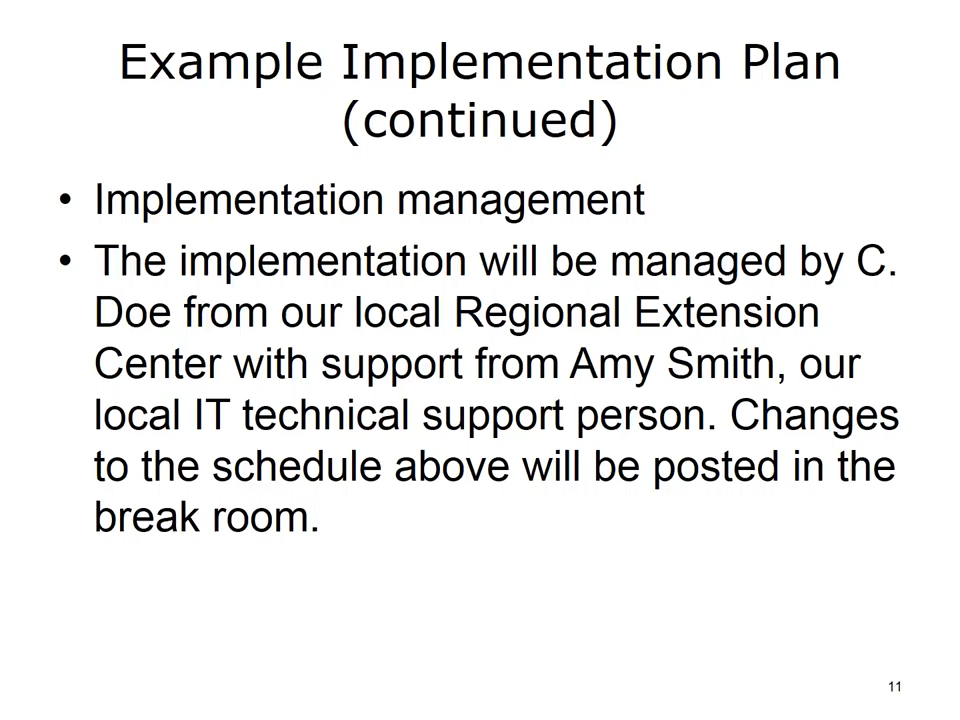 Example Implementation Plan
(continued)
• Implementation management
• The implementation will be managed by C.
Doe from our local Regional Extension
Center with support from Amy Smith, our
local IT technical support person. Changes
to the schedule above will be posted in the
break room.
11